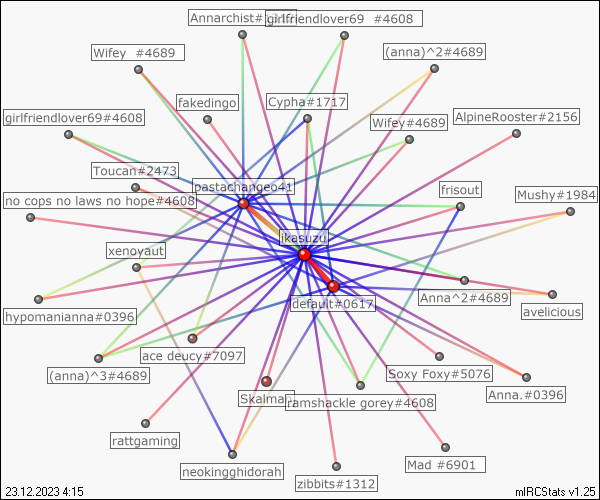 Annarchist#1
girlfriendlover69 #4608
Wifey #4689
(anna)^2#4689
fakedingo
Cypha#1717
girlfriendlover69#4608
Wifey#4689
AlpineRooster#2156
Toucan#2473
pastachangeo41
frisout
Mushy#1984
no cops no laws no hope#4608
ikasuzu
xenoyaut
hypomanianna#0396
default#0617
Anna^2#4689
avelicious
ace deucy#7097
(anna)^3#4689
Soxy Foxy#5076
Skalman
ramshackle gorey#4608
Anna.#0396
rattgaming
neokingghidorah
zibbits#1312
Mad #6901
23.12.2023 4:15
mIRCStats v1.25